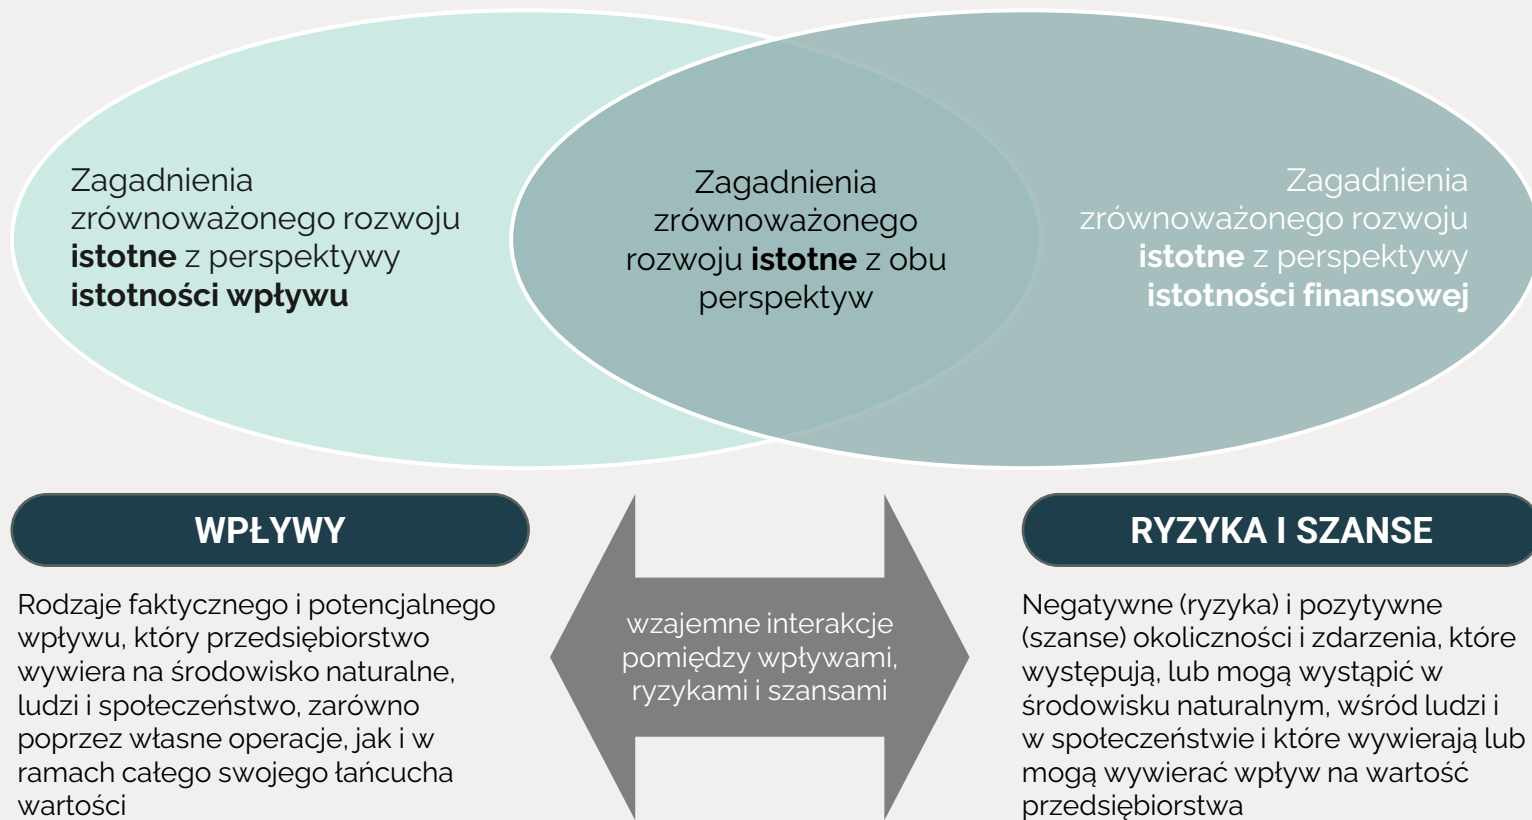 Zagadnienia
zrównoważonego rozwoju
istotne z perspektywy
istotności wpływu
Zagadnienia
zrównoważonego
rozwoju istotne z obu
perspektyw
Zagadnienia
zrównoważonego rozwoju
istotne z perspektywy
istotności finansowej
WPŁYWY
Rodzaje faktycznego i potencjalnego
wpływu, który przedsiębiorstwo
wywiera na środowisko naturalne,
ludzi i społeczeństwo, zarówno
poprzez własne operacje, jak i w
ramach całego swojego łańcucha
wartości
wzajemne interakcje
pomiędzy wpływami,
ryzykami i szansami
RYZYKA I SZANSE
Negatywne (ryzyka) i pozytywne
(szanse) okoliczności i zdarzenia, które
występują, lub mogą wystąpić w
środowisku naturalnym, wśród ludzi i
w społeczeństwie i które wywierają lub
mogą wywierać wpływ na wartość
przedsiębiorstwa